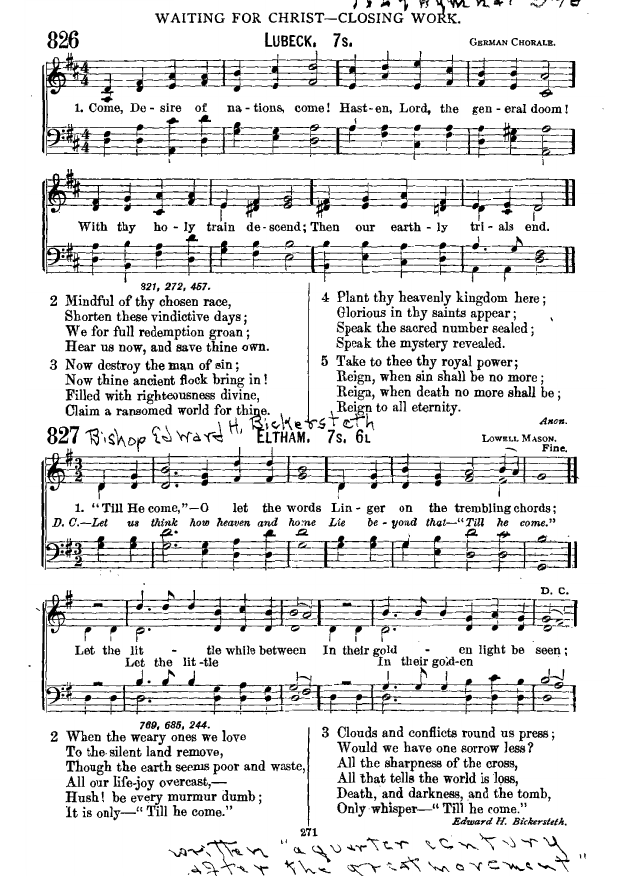 WAITING FOR CHRIST—CLOSING WORK.
826 LUBECK. 7s. GERMAN CHORALE.
1. Come, De - sire of na - tions, come! Hast - en, Lord, the gen - eral doom!
With thy ho - ly train de - scend; Then our earth - ly tri - als end.
321, 272, 457.
2 Mindful of thy chosen race,
Shorten these vindictive days;
We for full redemption groan;
Hear us now, and save thine own.
3 Now destroy the man of sin;
Now thine ancient flock bring in!
Filled with righteousness divine,
Claim a ransomed world for thine.
4 Plant thy heavenly kingdom here;
Glorious in thy saints appear;
Speak the sacred number sealed;
Speak the mystery revealed.
5 Take to thee thy royal power;
Reign, when sin shall be no more;
Reign, when death no more shall be;
Reign to all eternity.
Anon.
827 Bishop Edward H. Bickersteth ELTHAM. 7s, 6L LOWELL MASON.
Fine.
1. "Till He come,"—O let the words Lin - ger on the trembling chords;
D. C.—Let us think how heaven and home Lie be - yond that—"Till he come."
D. C.
Let the lit - tle while between In their gold - en light be seen;
Let the lit - tle In their gold-en
769, 685, 244.
2 When the weary ones we love
To the silent land remove,
Though the earth seems poor and waste,
All our life-joy overcast,—
Hush! be every murmur dumb;
It is only—"Till he come."
3 Clouds and conflicts round us press;
Would we have one sorrow less?
All the sharpness of the cross,
All that tells the world is loss,
Death, and darkness, and the tomb,
Only whisper—"Till he come."
Edward H. Bickersteth.
271
written "a quarter century
after the great movement"